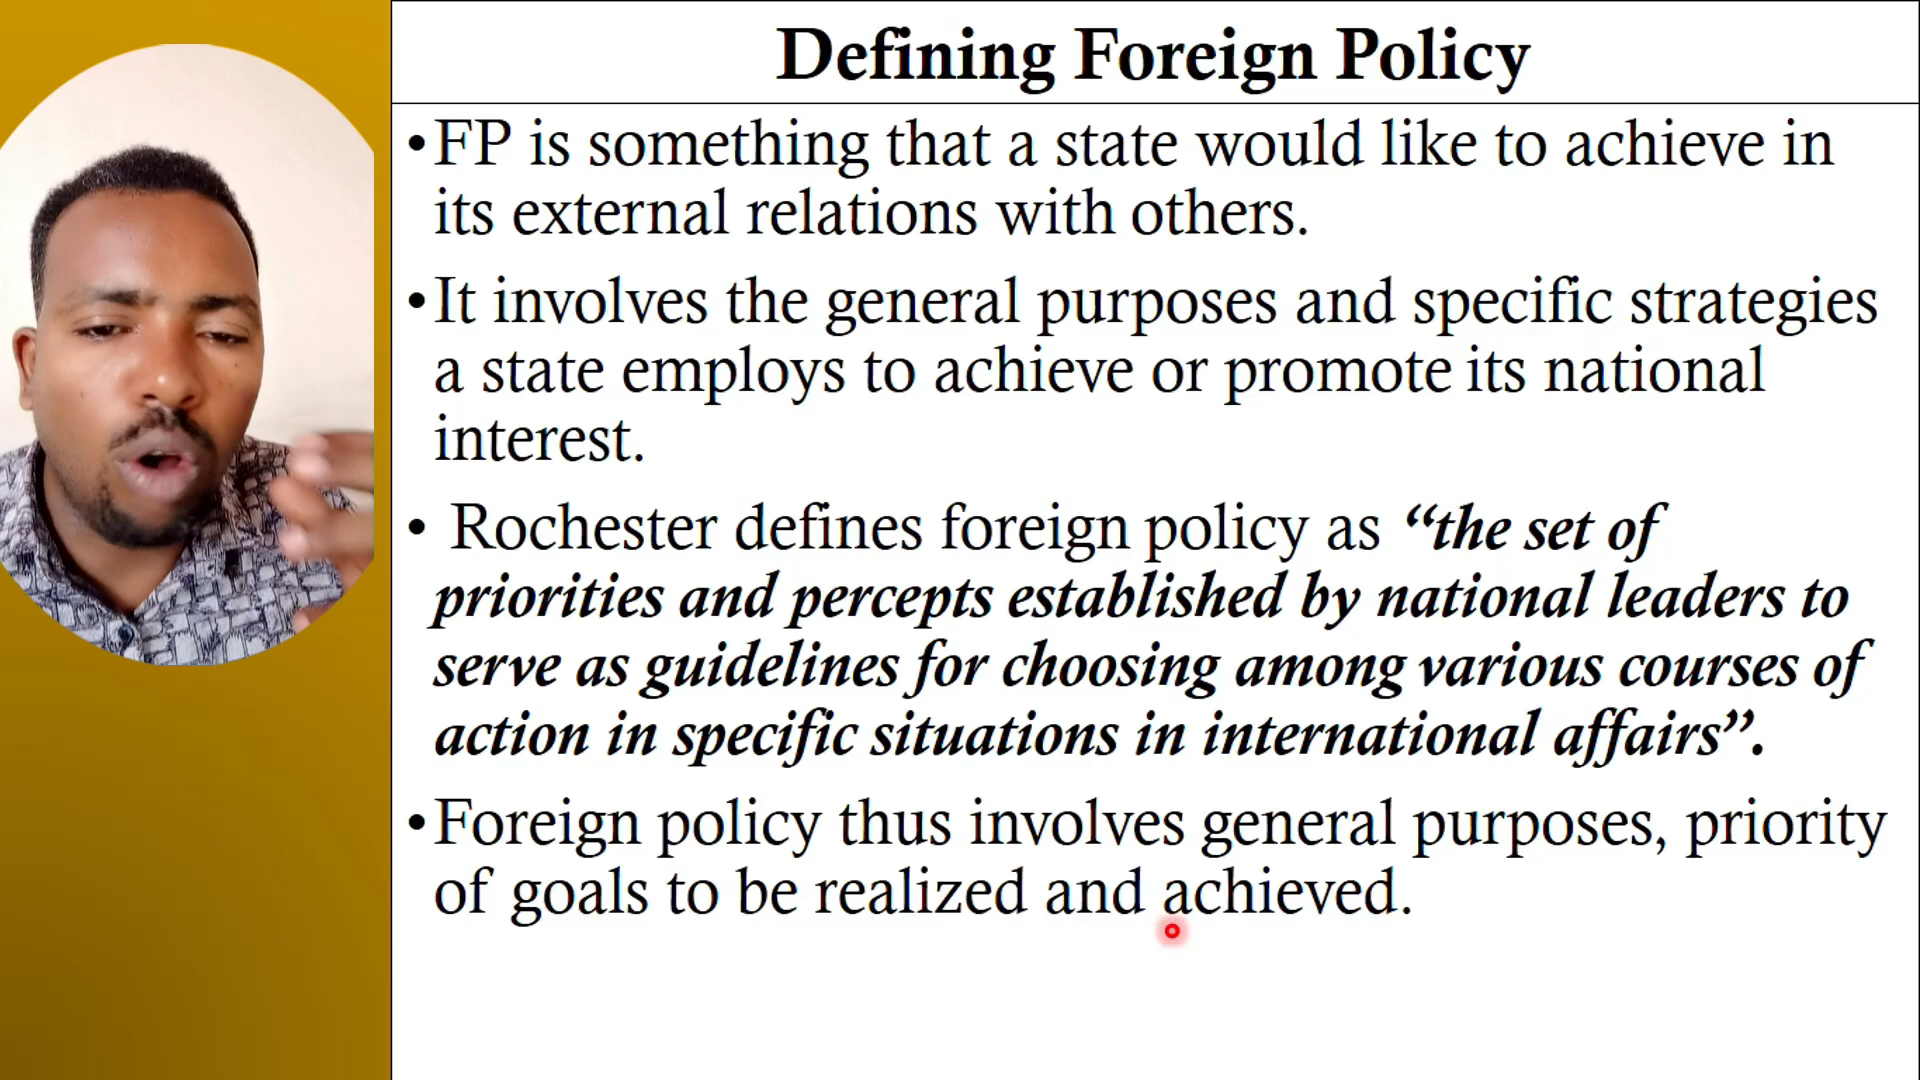 Defining Foreign Policy
•FP is something that a state would like to achieve in
its external relations with others.
•It involves the general purposes and specific strategies
a state employs to achieve or promote its national
interest.
• Rochester defines foreign policy as “the set of
priorities and percepts established by national leaders to
serve as guidelines for choosing among various courses of
action in specific situations in international affairs”.
•Foreign policy thus involves general purposes, priority
of goals to be realized and achieved.